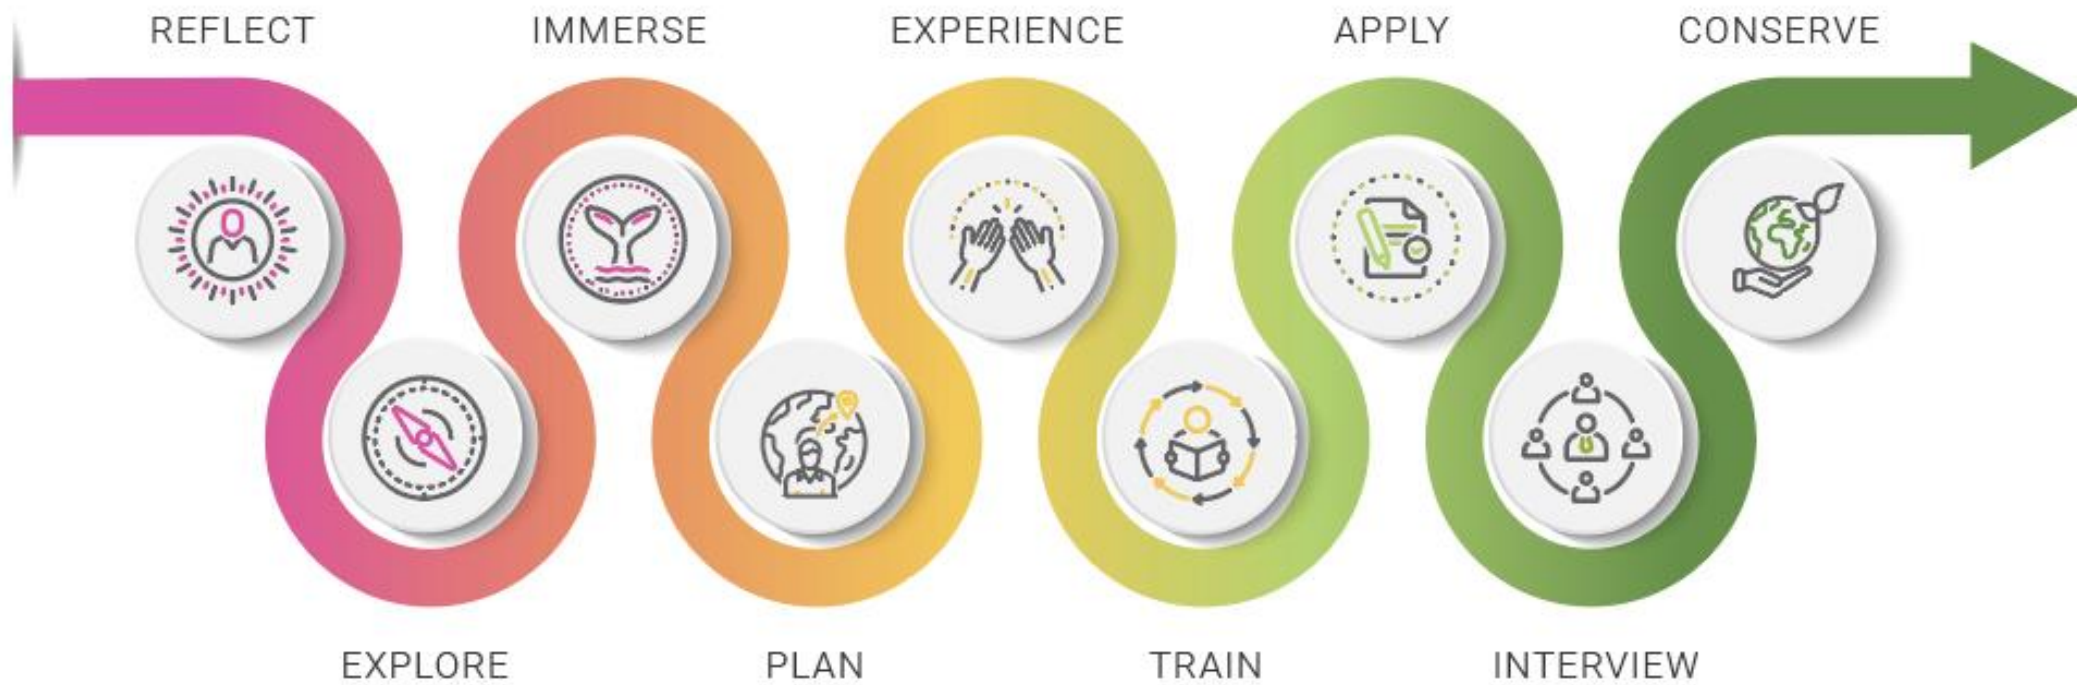 REFLECT
IMMERSE
EXPERIENCE
APPLY
CONSERVE
EXPLORE
PLAN
TRAIN
INTERVIEW